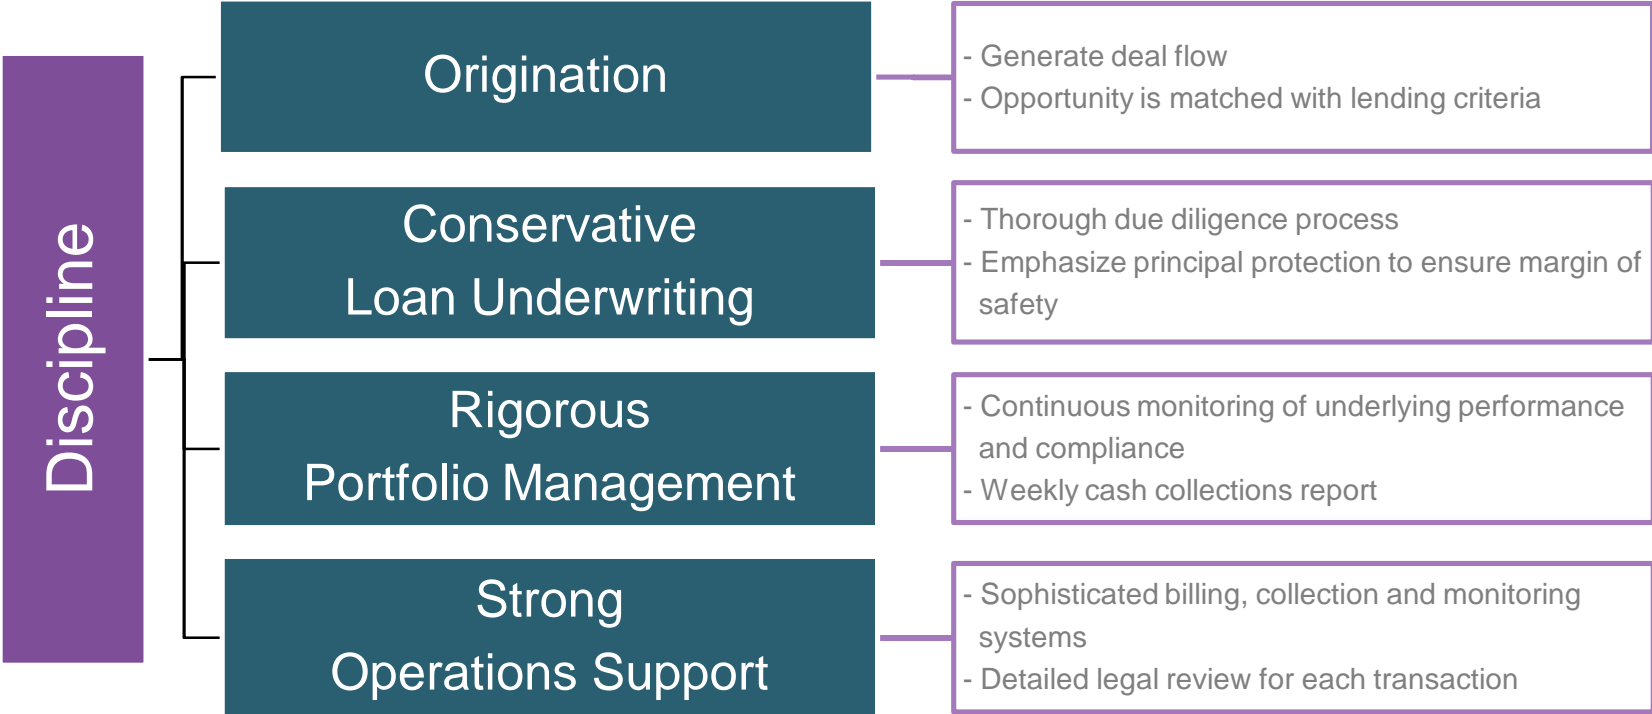 Discipline
Origination
- Generate deal flow
- Opportunity is matched with lending criteria
Conservative
Loan Underwriting
- Thorough due diligence process
- Emphasize principal protection to ensure margin of
safety
Rigorous
Portfolio Management
- Continuous monitoring of underlying performance
and compliance
- Weekly cash collections report
Strong
Operations Support
- Sophisticated billing, collection and monitoring
systems
- Detailed legal review for each transaction